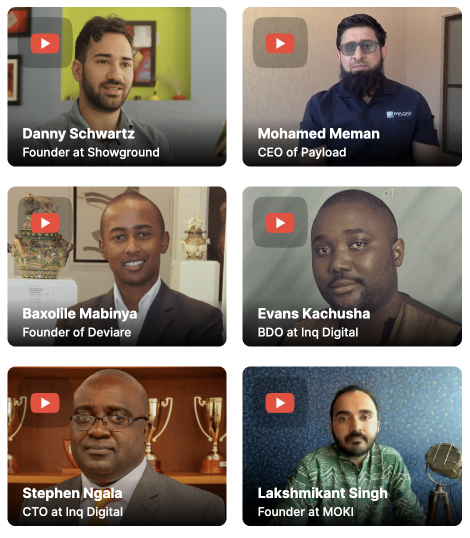 Danny Schwartz
Founder at Showground
Mohamed Meman
CEO of Payload
Baxolile Mabinya
Founder of Deviare
Evans Kachusha
BDO at Inq Digital
Stephen Ngala
CTO at Inq Digital
Lakshmikant Singh
Founder at MOKI